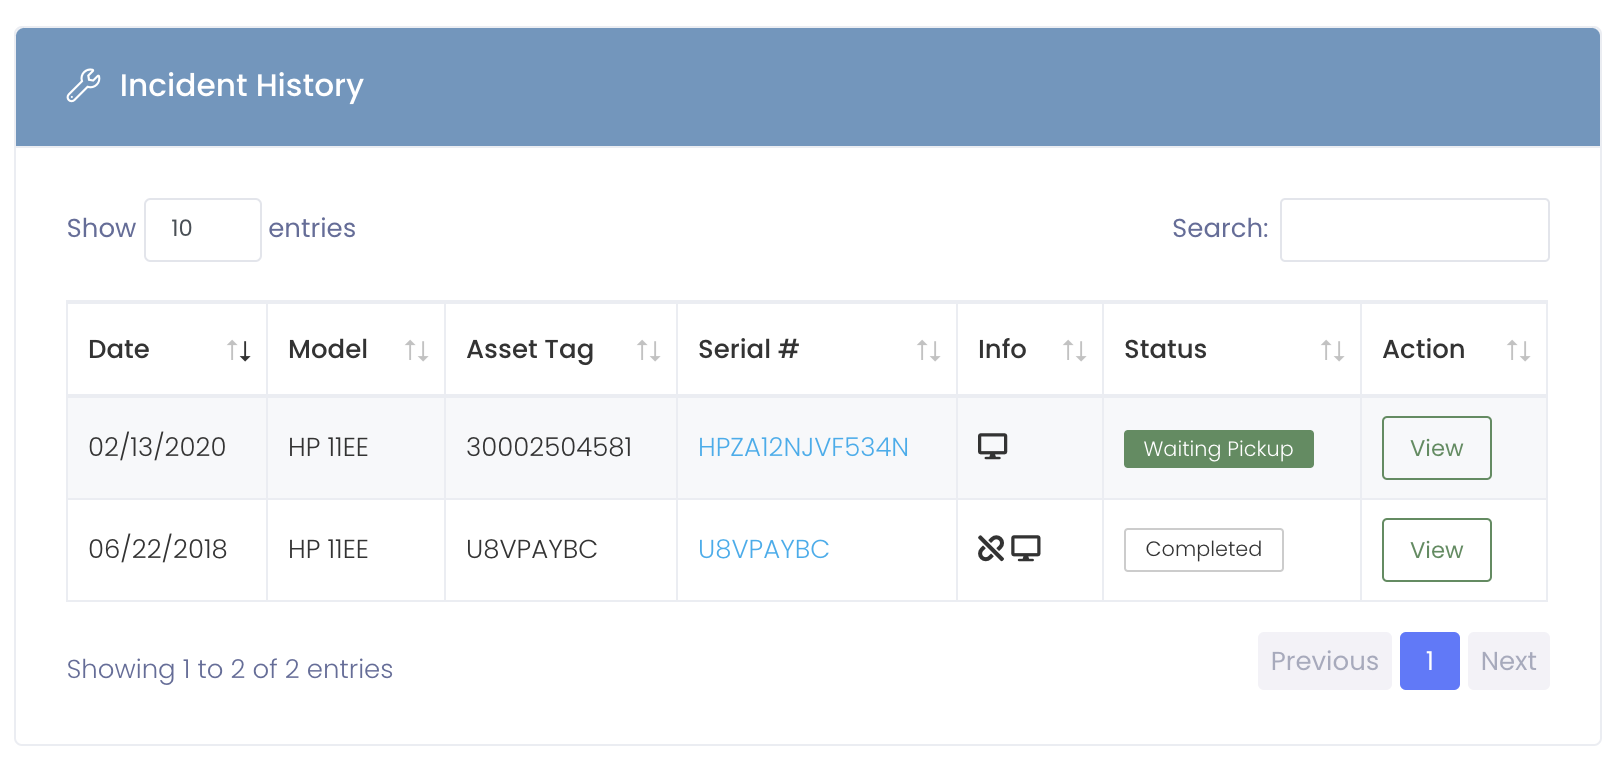 Incident History
Show 10 entries Search:
Date Model Asset Tag Serial # Info Status Action
02/13/2020 HP 11EE 30002504581 HPZA12NJVF534N Waiting Pickup View
06/22/2018 HP 11EE U8VPAYBC U8VPAYBC Completed View
Showing 1 to 2 of 2 entries Previous 1 Next